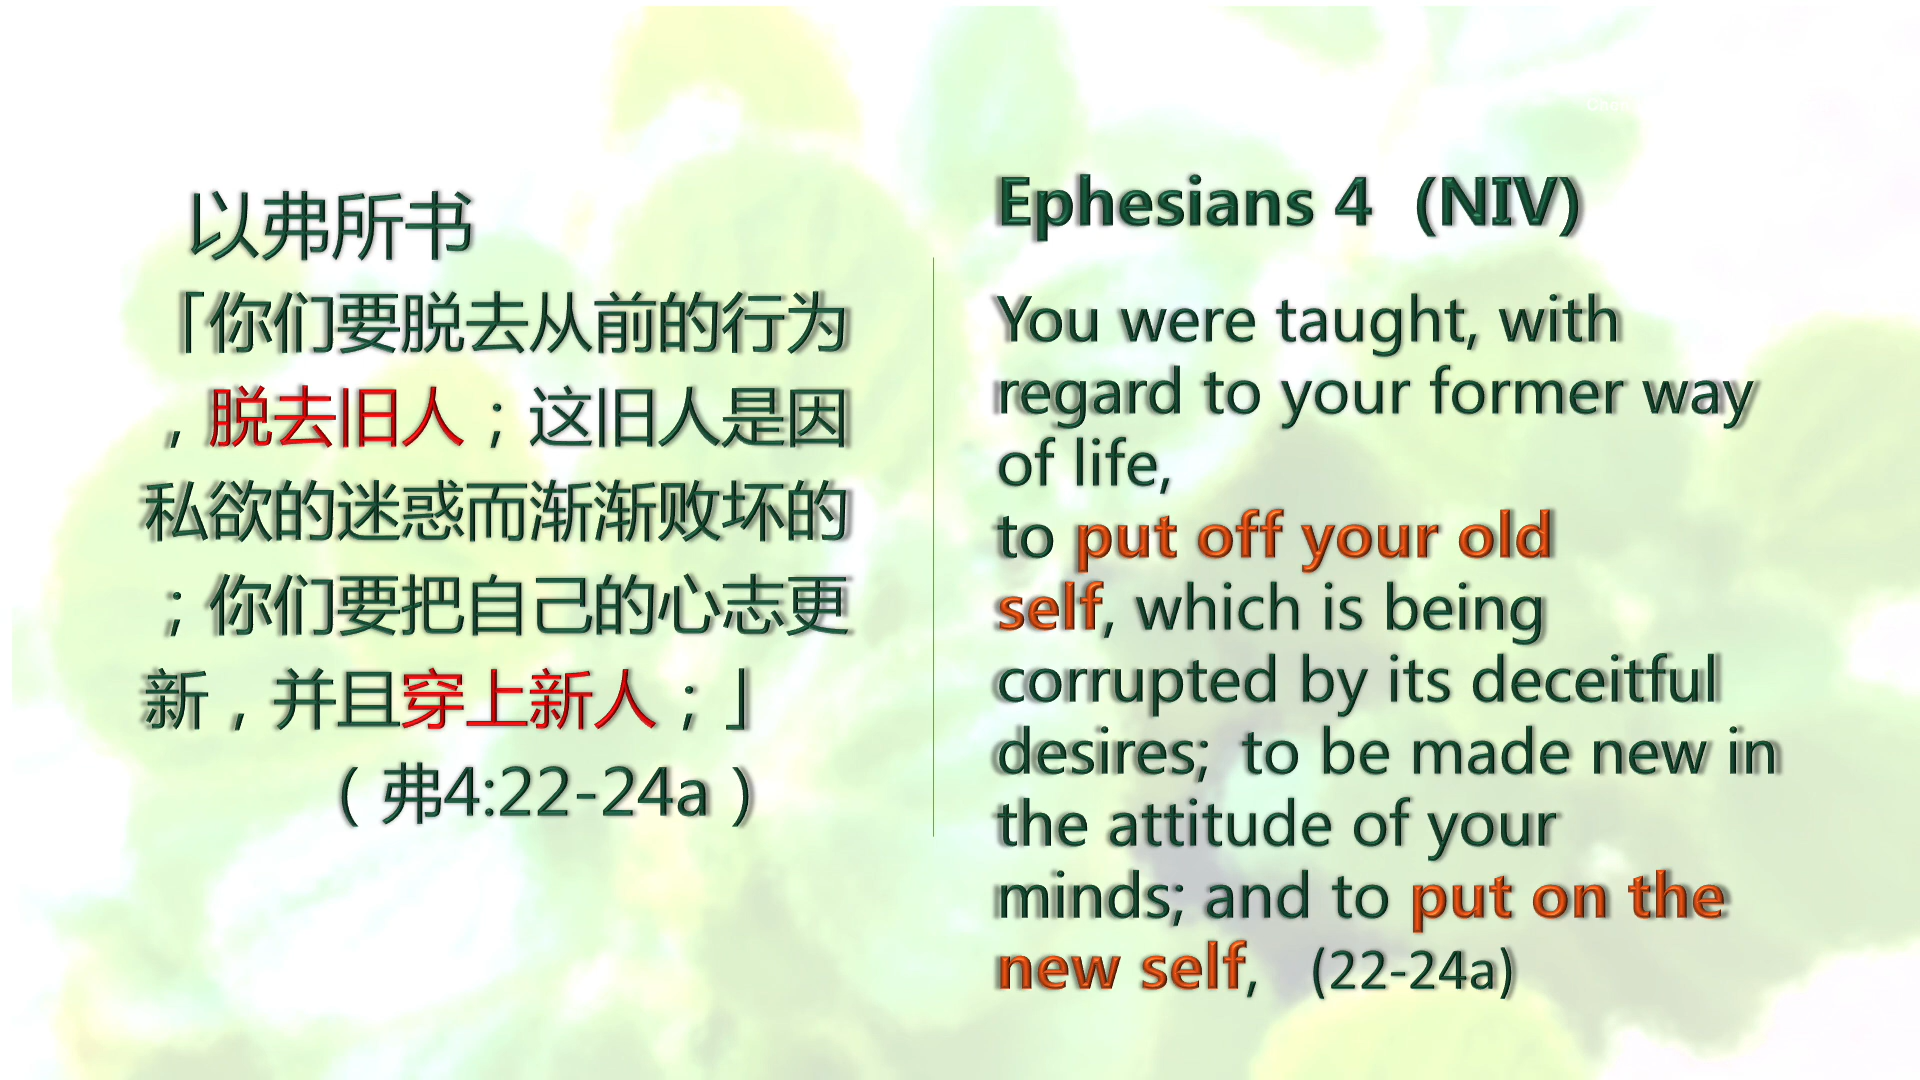 以弗所书
「你们要脱去从前的行为
，脱去旧人；这旧人是因
私欲的迷惑而渐渐败坏的
；你们要把自己的心志更
新，并且穿上新人；」
（弗4:22-24a）
Ephesians 4 (NIV)
You were taught, with
regard to your former way
of life,
to put off your old
self, which is being
corrupted by its deceitful
desires; to be made new in
the attitude of your
minds; and to put on the
new self, (22-24a)